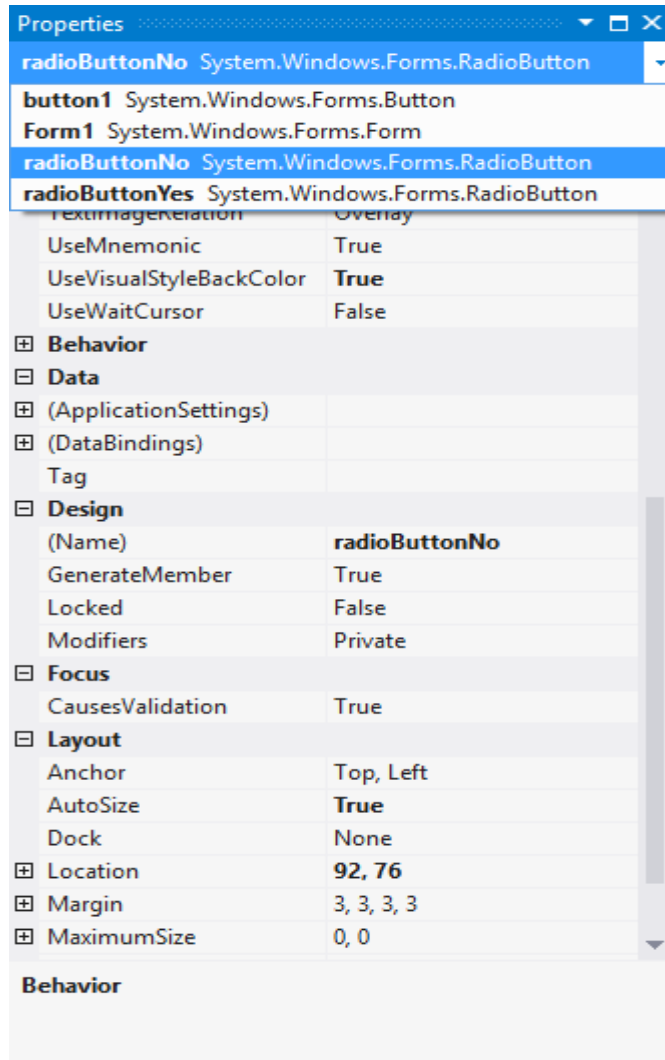 Properties
radioButtonNo System.Windows.Forms.RadioButton
button1 System.Windows.Forms.Button
Form1 System.Windows.Forms.Form
radioButtonNo System.Windows.Forms.RadioButton
radioButtonYes System.Windows.Forms.RadioButton
TextImageRelation Overlay
UseMnemonic True
UseVisualStyleBackColor True
UseWaitCursor False
Behavior
Data
(ApplicationSettings)
(DataBindings)
Tag
Design
(Name) radioButtonNo
GenerateMember True
Locked False
Modifiers Private
Focus
CausesValidation True
Layout
Anchor Top, Left
AutoSize True
Dock None
Location 92, 76
Margin 3, 3, 3, 3
MaximumSize 0, 0
Behavior